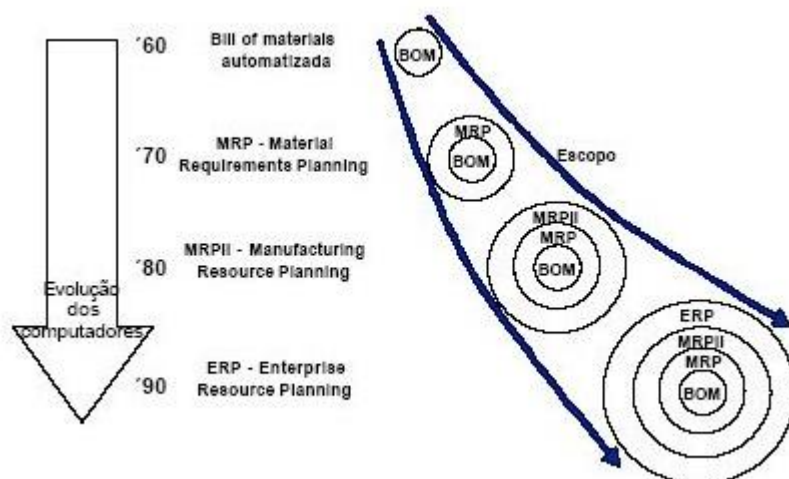 ´60
Bill of materials
automatizada
BOM
´70
MRP - Material
Requirements Planning
MRP
BOM
Escopo
´80
MRPII - Manufacturing
Resource Planning
MRPII
MRP
BOM
Evolução
dos
computadores
´90
ERP - Enterprise
Resource Planning
ERP
MRPII
MRP
BOM